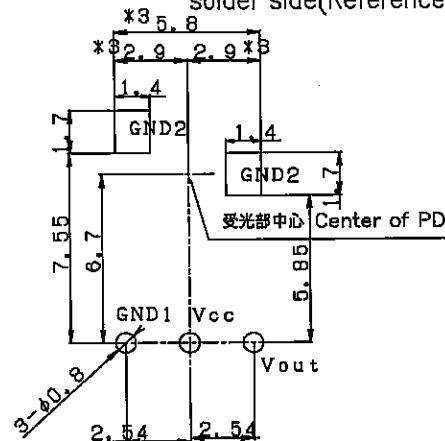 solder side(Reference
*3
5.8
*3
2.9
2.9
*3
1.4
1.7
GND2
1.4
GND2
1.7
7.55
6.7
受光部中心 Center of PD
5.85
GND1
Vcc
Vout
3-φ0.8
2.54
2.54